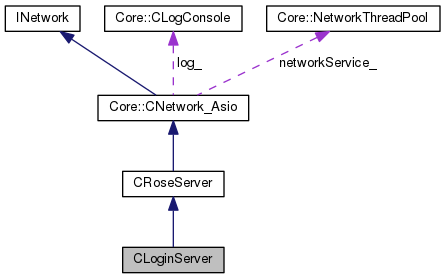 INetwork
Core::CLogConsole
Core::NetworkThreadPool
log_
networkService_
Core::CNetwork_Asio
CRoseServer
CLoginServer